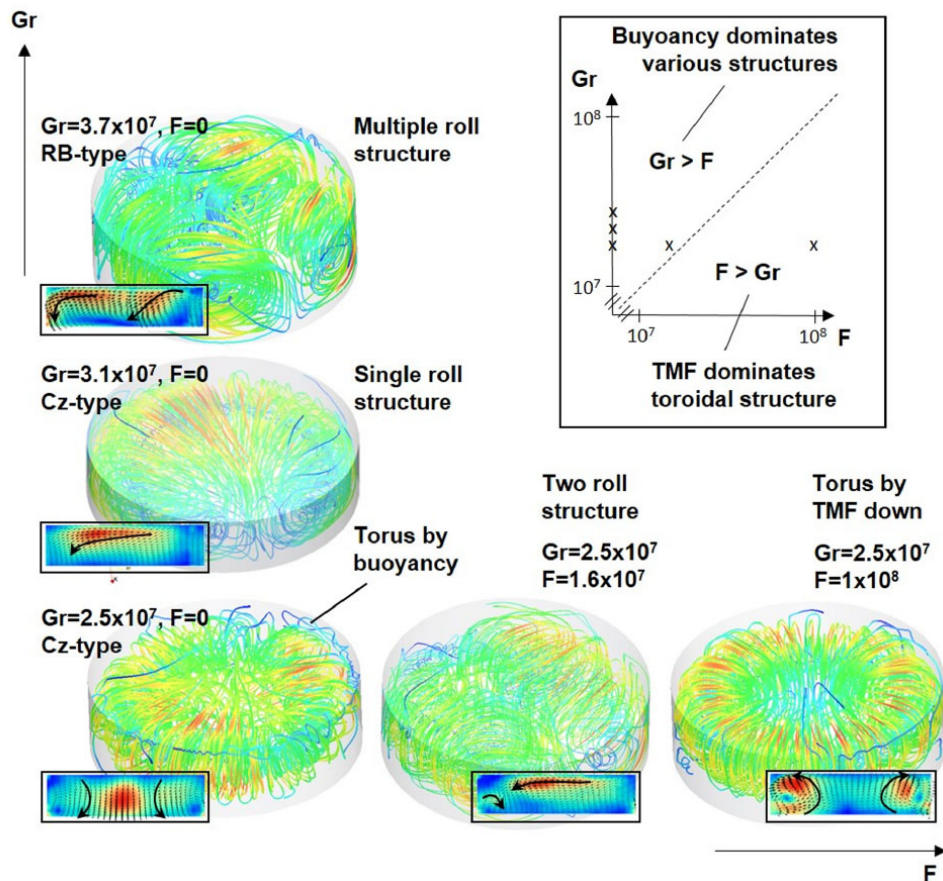 Gr
Gr=3.7x10⁷, F=0
RB-type
Multiple roll
structure
Buyoancy dominates
various structures
Gr
10⁸
Gr > F
x
x
x
x
x
F > Gr
10⁷
10⁷
10⁸
F
TMF dominates
toroidal structure
Gr=3.1x10⁷, F=0
Cz-type
Single roll
structure
Torus by
buoyancy
Gr=2.5x10⁷, F=0
Cz-type
Two roll
structure
Gr=2.5x10⁷
F=1.6x10⁷
Torus by
TMF down
Gr=2.5x10⁷
F=1x10⁸
F